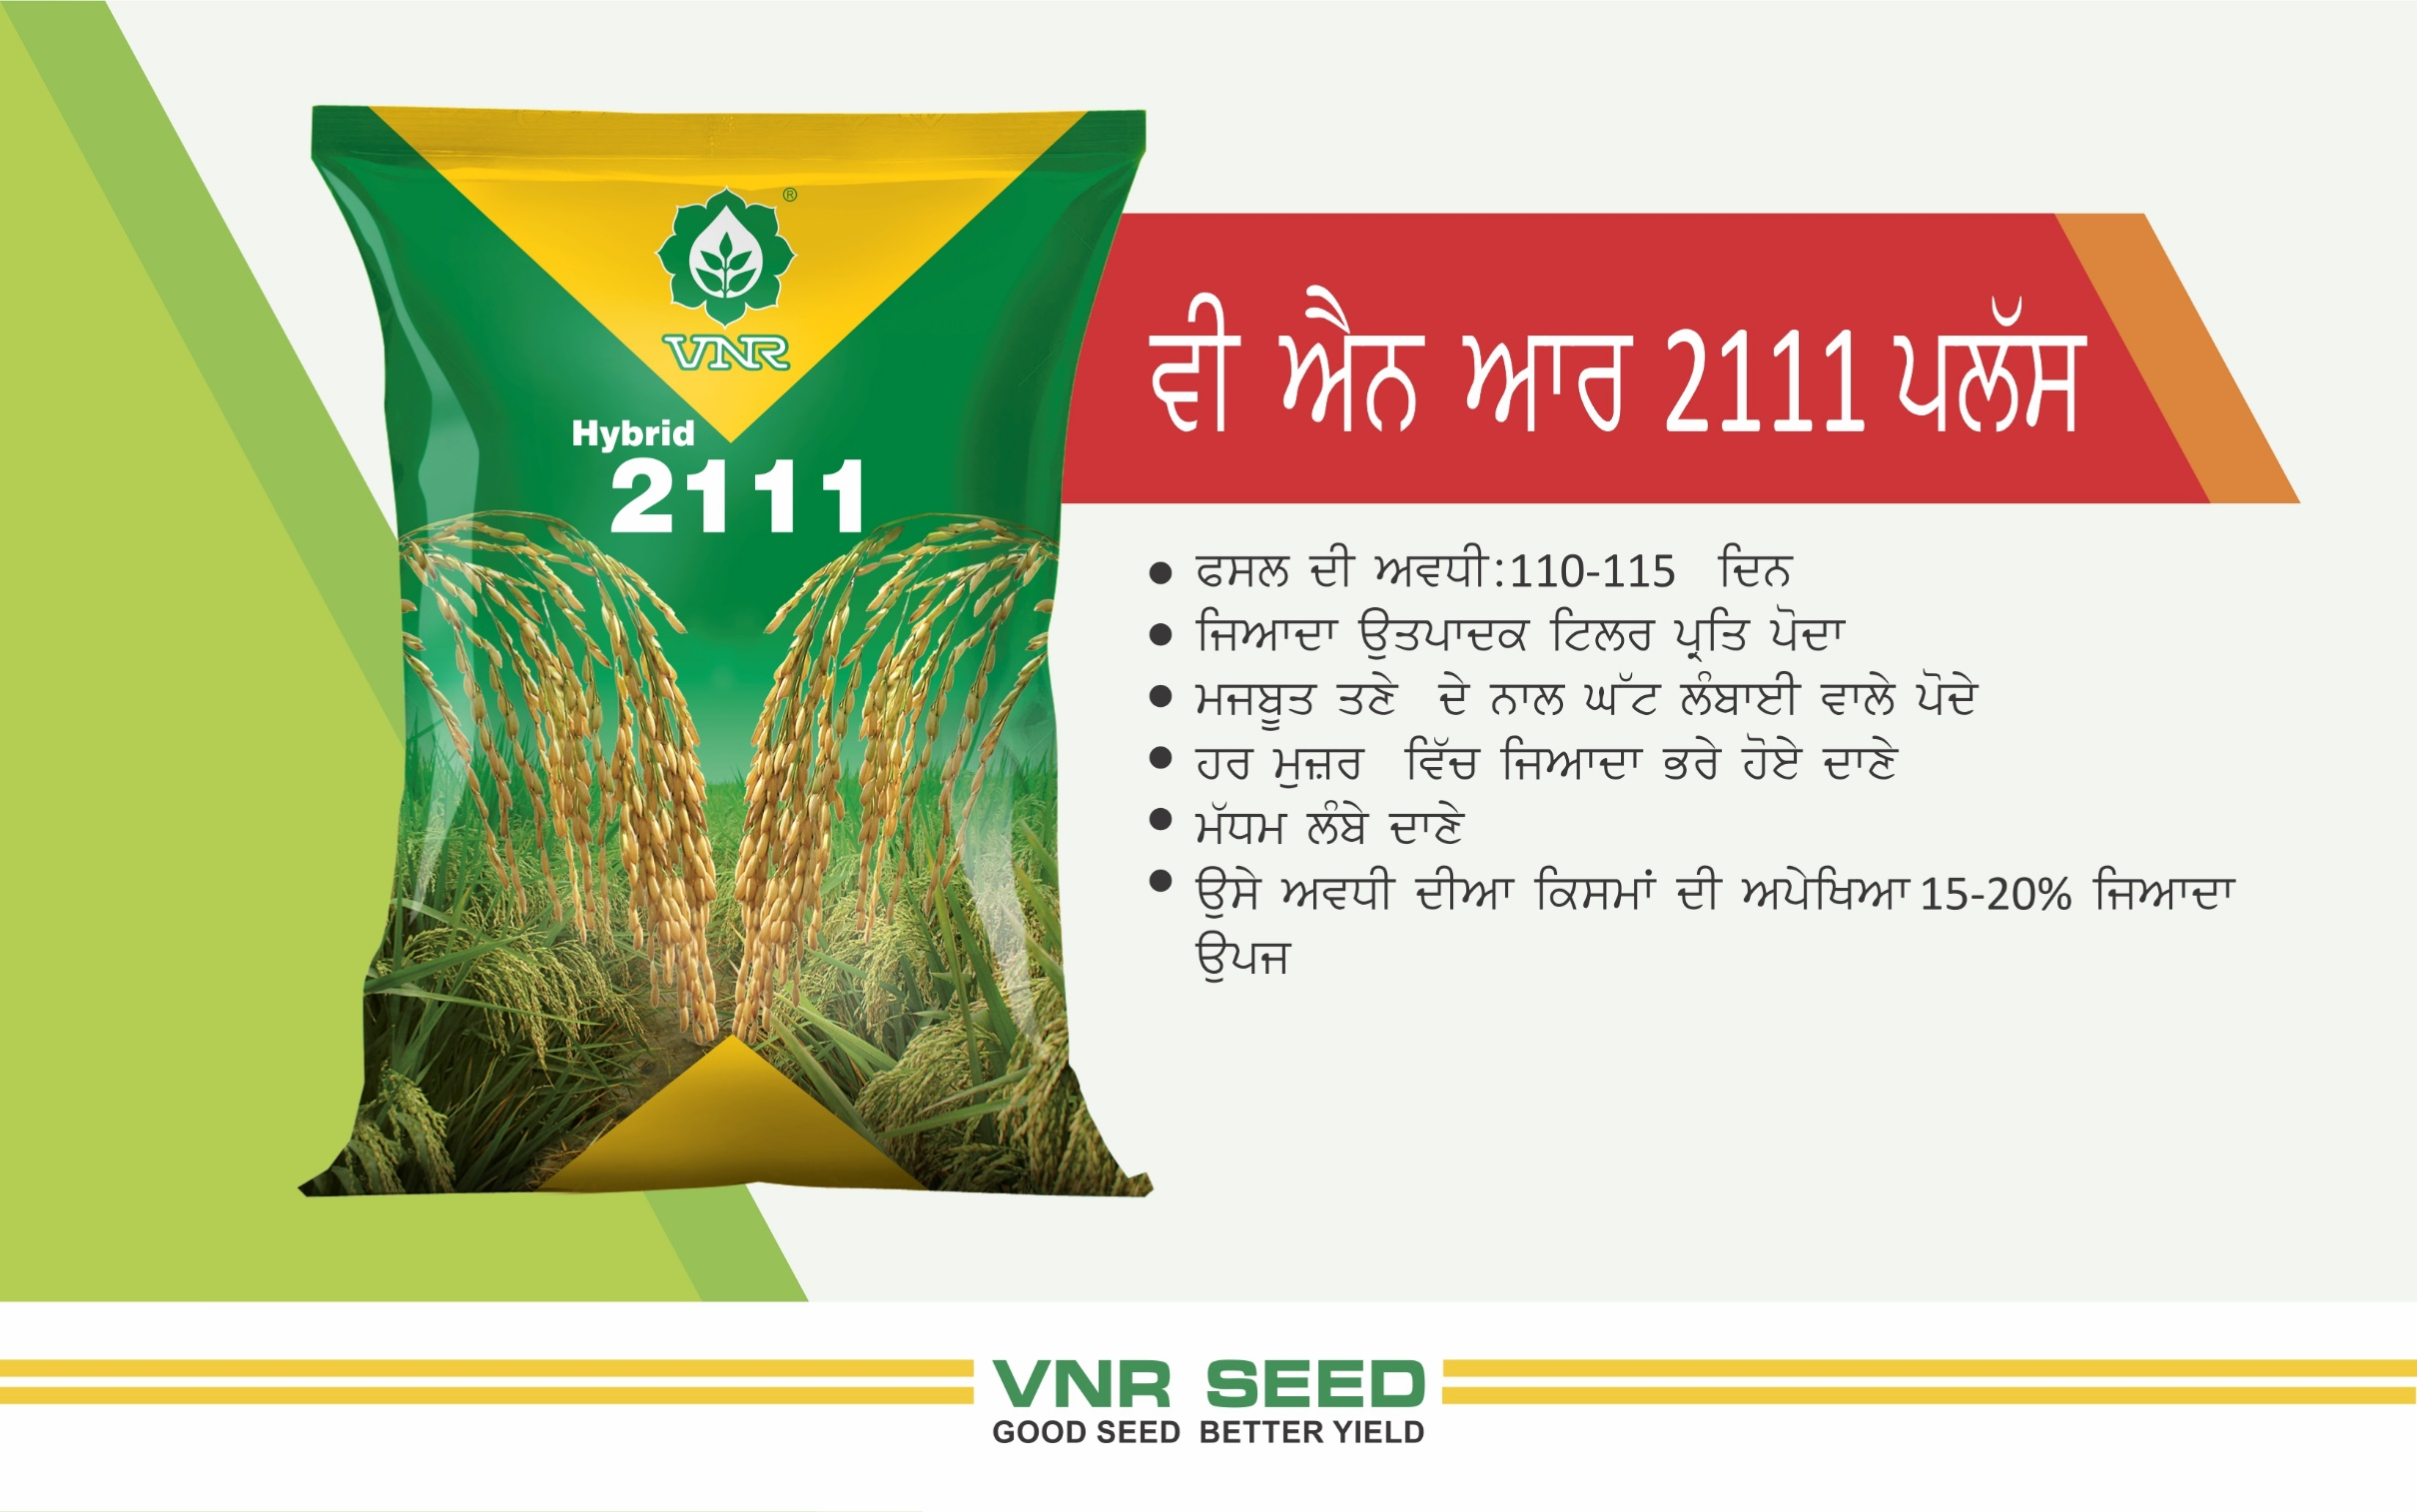 ®
VNR
Hybrid
2111
ਵੀ ਐਨ ਆਰ 2111 ਪਲੱਸ
● ਫਸਲ ਦੀ ਅਵਧੀ:110-115 ਦਿਨ
● ਜਿਆਦਾ ਉਤਪਾਦਕ ਟਿਲਰ ਪ੍ਰਤਿ ਪੋਦਾ
● ਮਜਬੂਤ ਤਣੇ ਦੇ ਨਾਲ ਘੱਟ ਲੰਬਾਈ ਵਾਲੇ ਪੋਦੇ
● ਹਰ ਮੁਜ਼ਰ ਵਿੱਚ ਜਿਆਦਾ ਭਰੇ ਹੋਏ ਦਾਣੇ
● ਮੱਧਮ ਲੰਬੇ ਦਾਣੇ
● ਉਸੇ ਅਵਧੀ ਦੀਆ ਕਿਸਮਾਂ ਦੀ ਅਪੇਖਿਆ 15-20% ਜਿਆਦਾ
ਉਪਜ
VNR SEED
GOOD SEED BETTER YIELD